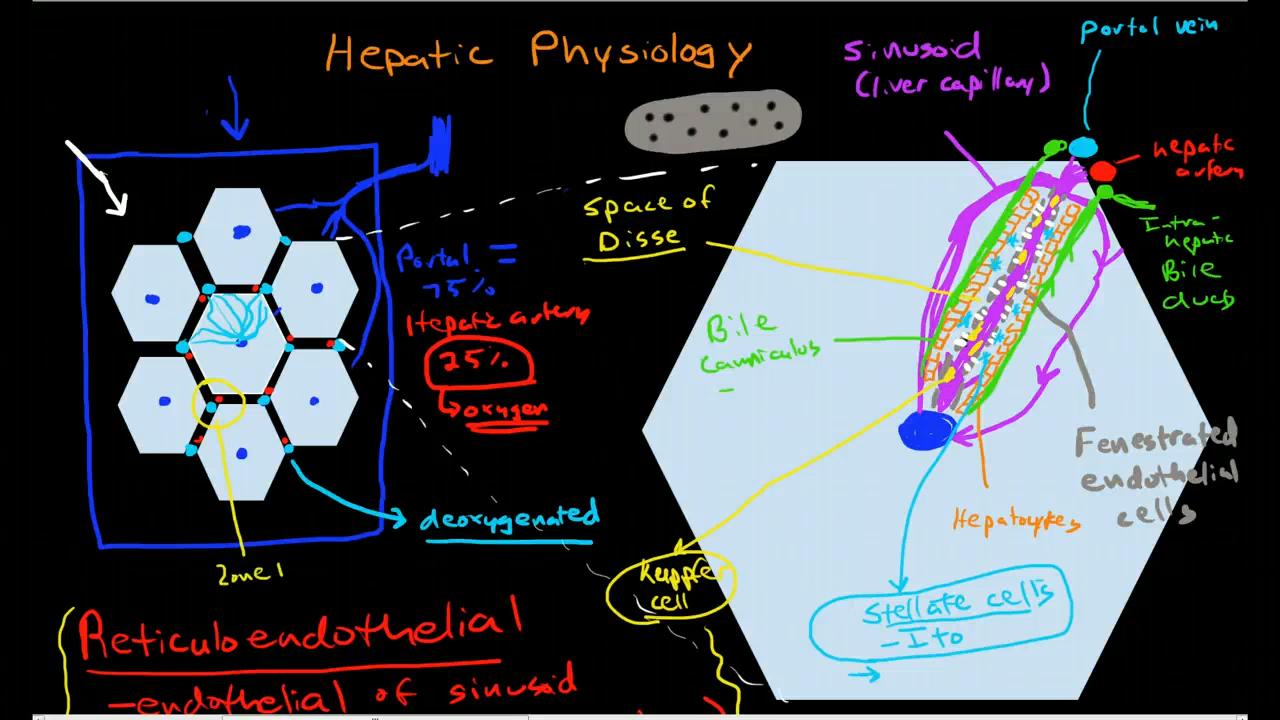 Hepatic Physiology
Sinusoid
(liver capillary)
Portal vein
hepatic
artery
Intra-
hepatic
Bile
ducts
Space of
Disse
Portal =
75%
Hepatic artery
25%
oxygen
Bile
Canniculus
Fenestrated
endothelial
cells
Hepatocytes
deoxygenated
Zone 1
kuppfer
cell
Stellate cells
- Ito
Reticuloendothelial
- endothelial of sinusoid